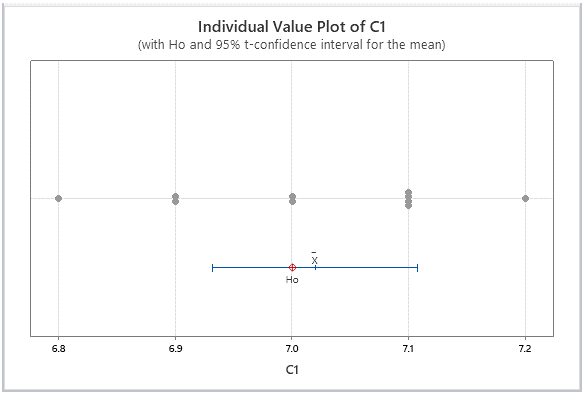 Individual Value Plot of C1
(with Ho and 95% t-confidence interval for the mean)
X̄
Ho
6.8 6.9 7.0 7.1 7.2
C1